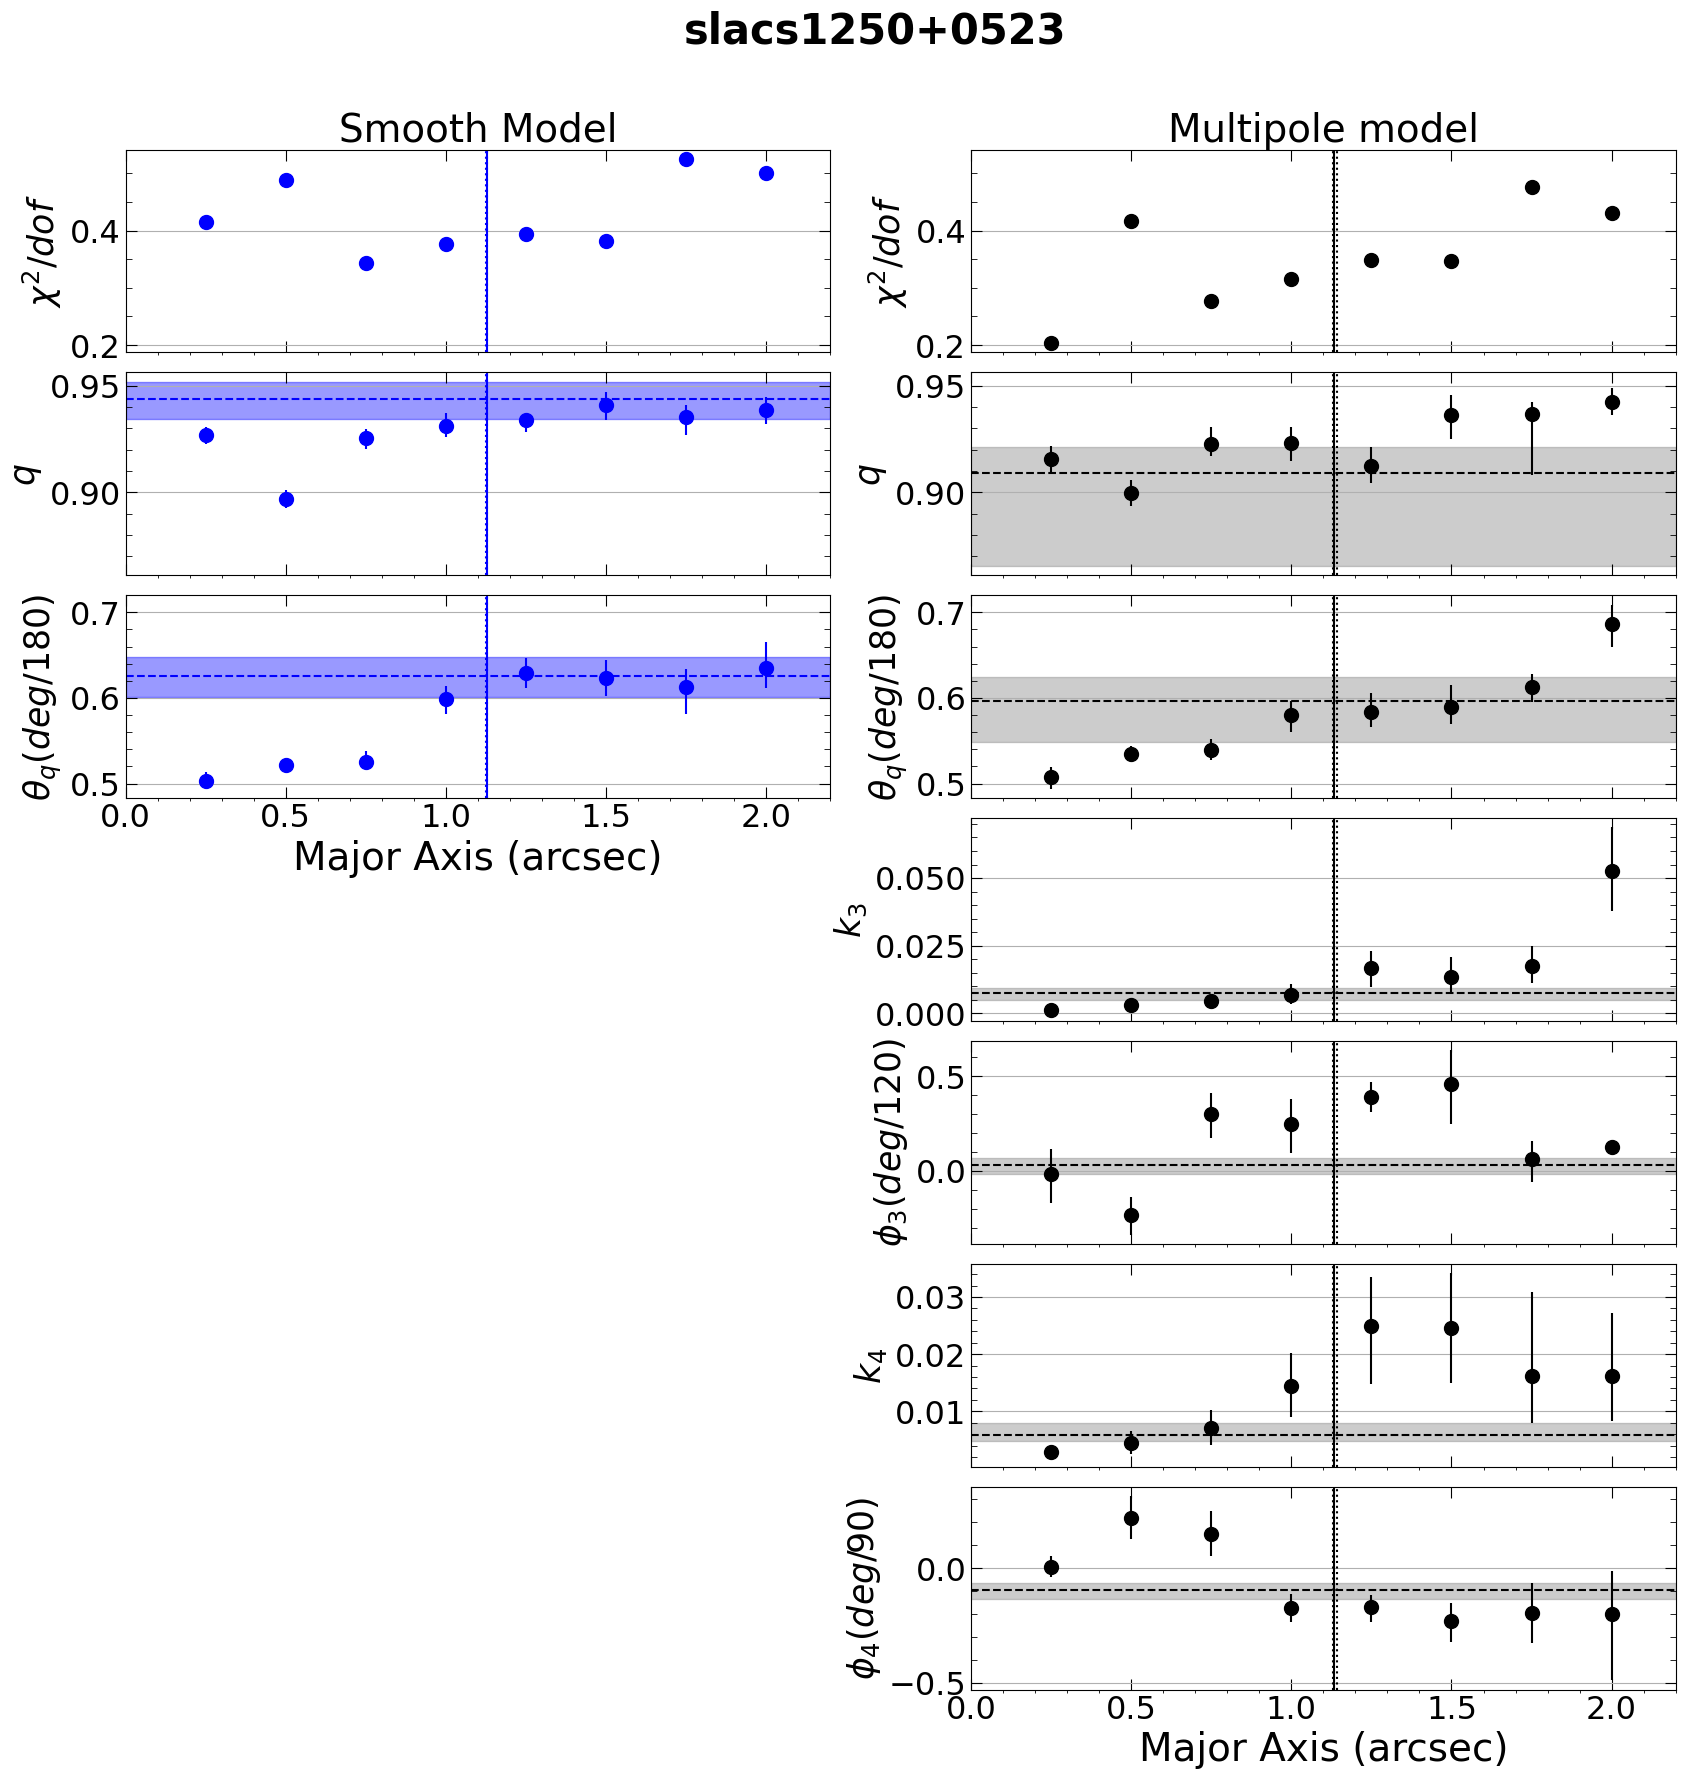 slacs1250+0523
Smooth Model
χ²/dof
0.4
0.2
q
0.95
0.90
θ_q(deg/180)
0.7
0.6
0.5
0.0 0.5 1.0 1.5 2.0
Major Axis (arcsec)
Multipole model
χ²/dof
0.4
0.2
q
0.95
0.90
θ_q(deg/180)
0.7
0.6
0.5
k₃
0.050
0.025
0.000
ϕ₃(deg/120)
0.5
0.0
k₄
0.03
0.02
0.01
ϕ₄(deg/90)
0.0
−0.5
0.0 0.5 1.0 1.5 2.0
Major Axis (arcsec)